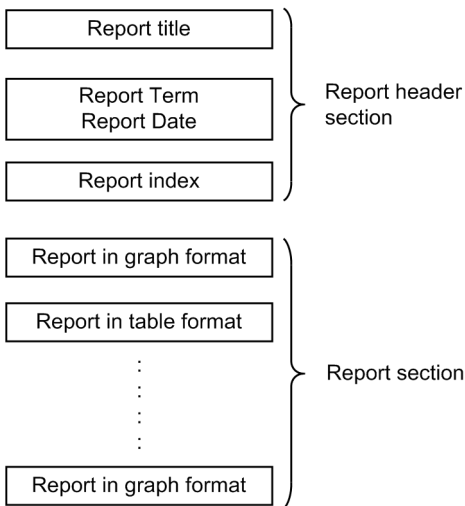 Report title
Report Term
Report Date
Report header
section
Report index
Report in graph format
Report in table format
:
:
:
:
Report section
Report in graph format